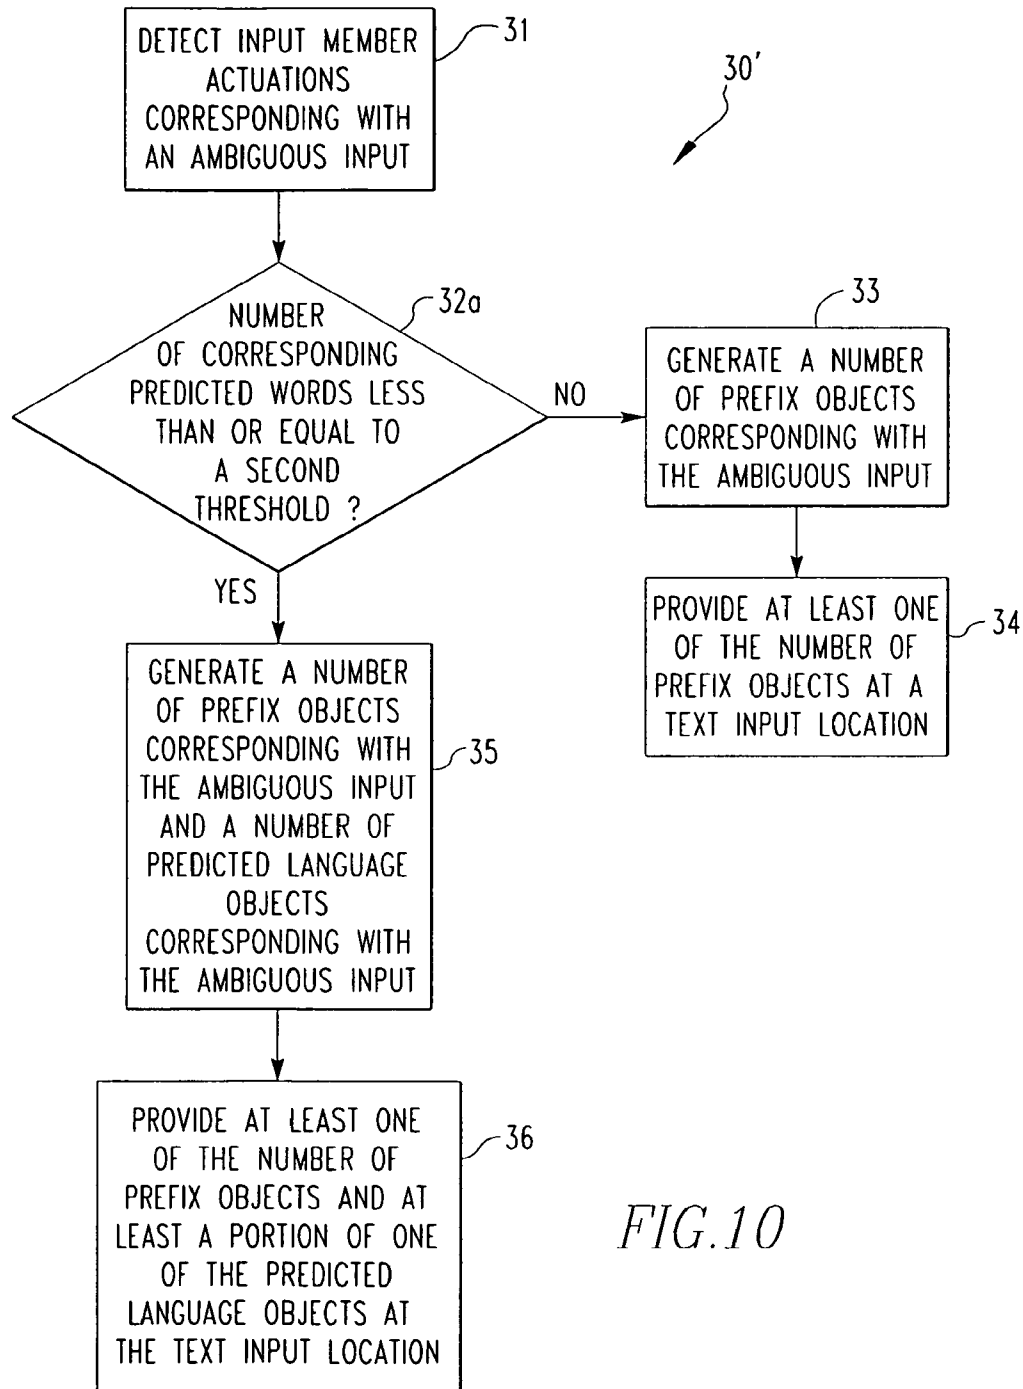 DETECT INPUT MEMBER
ACTUATIONS
CORRESPONDING WITH
AN AMBIGUOUS INPUT
31
30'
NUMBER
OF CORRESPONDING
PREDICTED WORDS LESS
THAN OR EQUAL TO
A SECOND
THRESHOLD ?
32a
NO
YES
33
GENERATE A NUMBER
OF PREFIX OBJECTS
CORRESPONDING WITH
THE AMBIGUOUS INPUT
PROVIDE AT LEAST ONE
OF THE NUMBER OF
PREFIX OBJECTS AT A
TEXT INPUT LOCATION
34
GENERATE A NUMBER
OF PREFIX OBJECTS
CORRESPONDING WITH
THE AMBIGUOUS INPUT
AND A NUMBER OF
PREDICTED LANGUAGE
OBJECTS
CORRESPONDING WITH
THE AMBIGUOUS INPUT
35
PROVIDE AT LEAST ONE
OF THE NUMBER OF
PREFIX OBJECTS AND AT
LEAST A PORTION OF ONE
OF THE PREDICTED
LANGUAGE OBJECTS AT
THE TEXT INPUT LOCATION
36
FIG.10